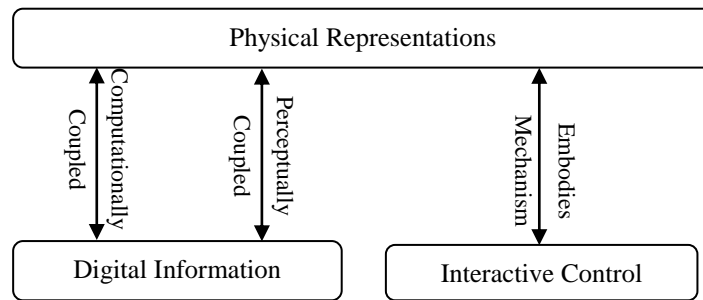 Physical Representations
Computationally
Coupled
Perceptually
Coupled
Embodies
Mechanism
Digital Information
Interactive Control